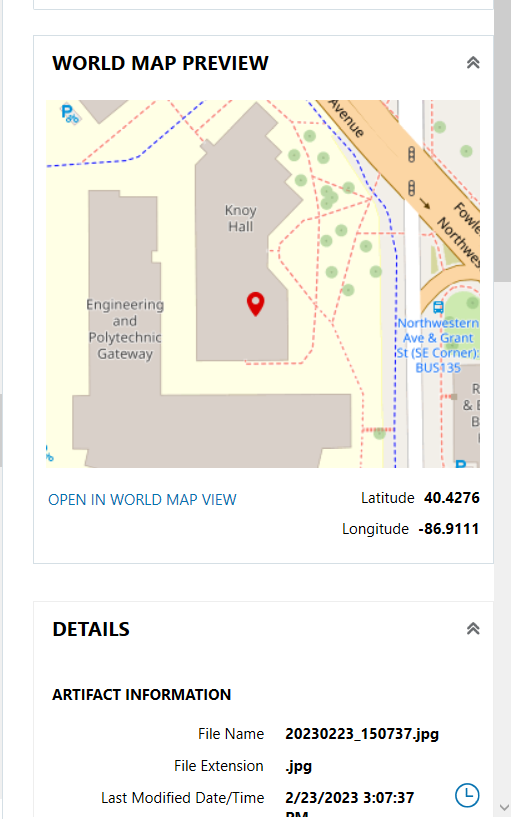 WORLD MAP PREVIEW
Avenue
Knoy
Hall
Northwes
Engineering
and
Polytechnic
Gateway
Northwestern
Ave & Grant
St (SE Corner):
BUS135
R
& E
B
OPEN IN WORLD MAP VIEW
Latitude 40.4276
Longitude -86.9111
DETAILS
ARTIFACT INFORMATION
File Name 20230223_150737.jpg
File Extension .jpg
Last Modified Date/Time 2/23/2023 3:07:37
PM